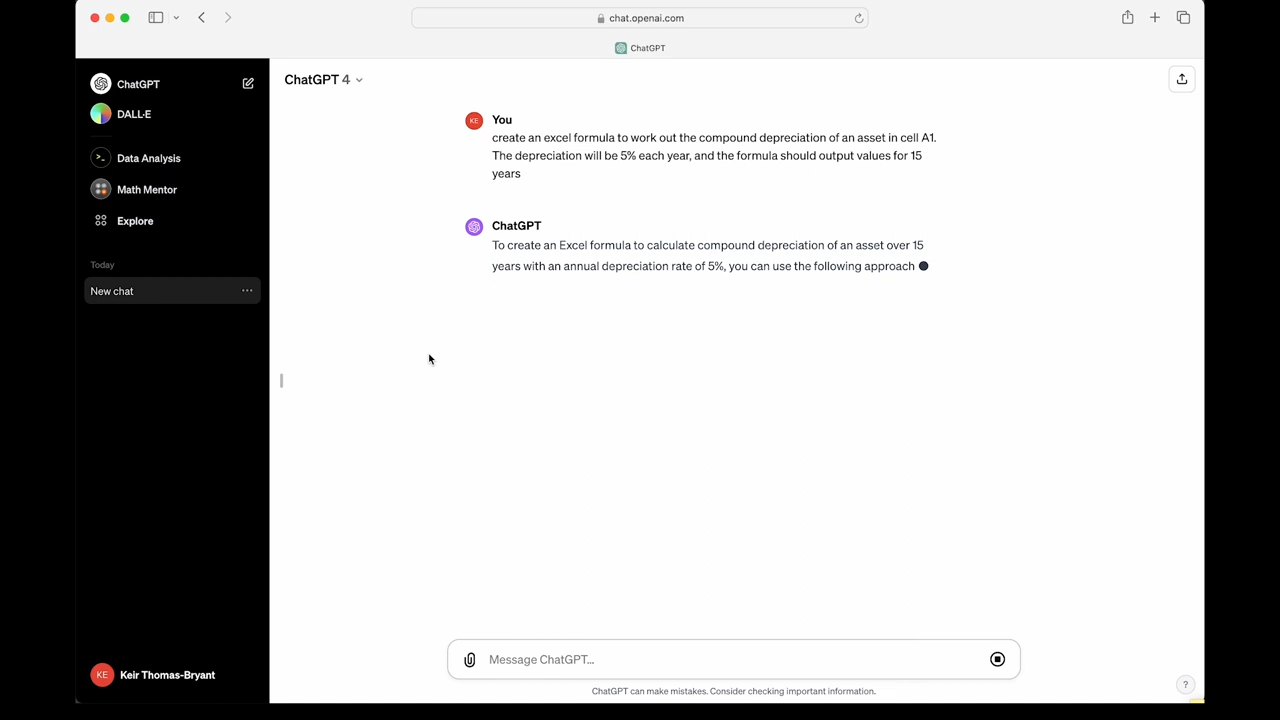 chat.openai.com
ChatGPT
ChatGPT
DALL·E
Data Analysis
Math Mentor
Explore
Today
New chat
KE Keir Thomas-Bryant
ChatGPT 4
KE You
create an excel formula to work out the compound depreciation of an asset in cell A1.
The depreciation will be 5% each year, and the formula should output values for 15
years
ChatGPT
To create an Excel formula to calculate compound depreciation of an asset over 15
years with an annual depreciation rate of 5%, you can use the following approach
Message ChatGPT...
ChatGPT can make mistakes. Consider checking important information.
?